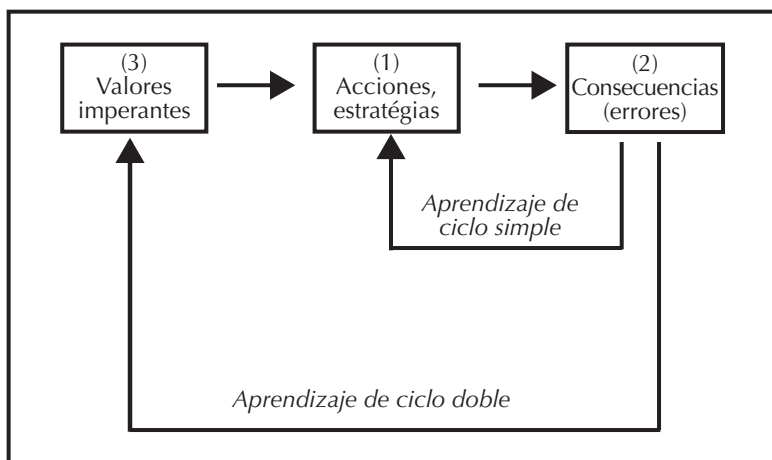 (3)
Valores
imperantes
(1)
Acciones,
estratégias
(2)
Consecuencias
(errores)
Aprendizaje de
ciclo simple
Aprendizaje de ciclo doble